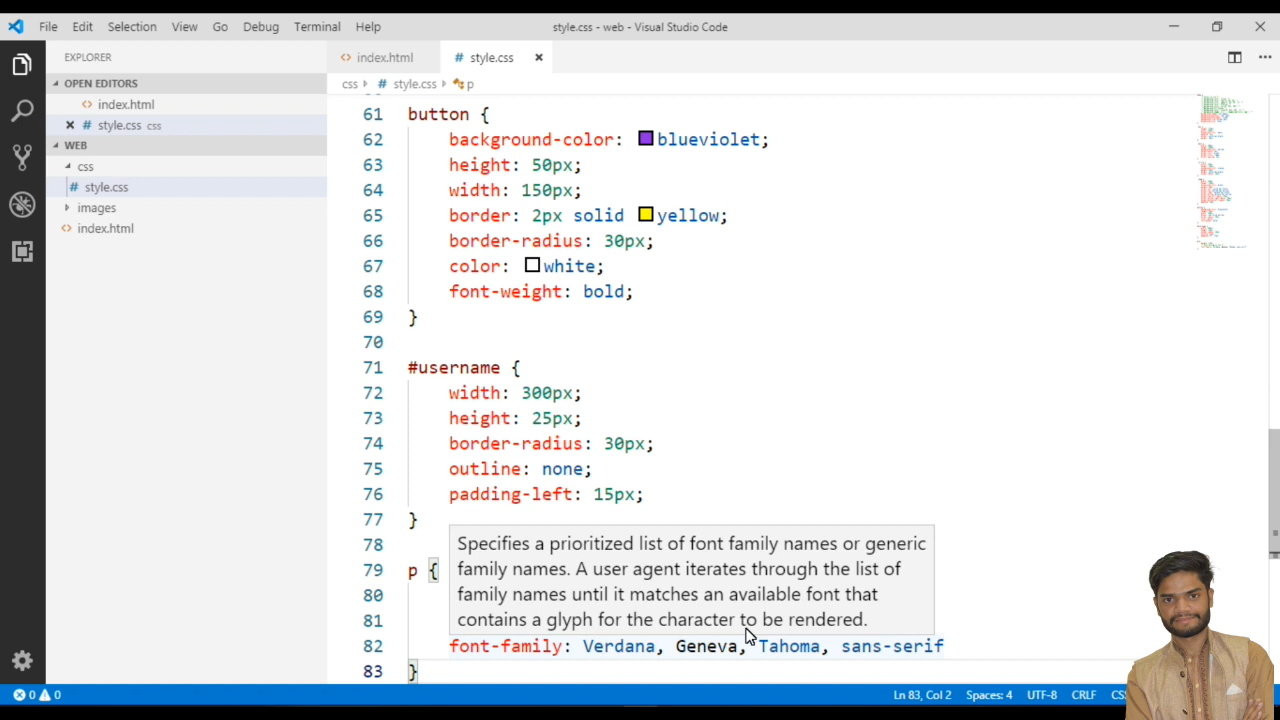 File Edit Selection View Go Debug Terminal Help
style.css - web - Visual Studio Code
EXPLORER
OPEN EDITORS
index.html
style.css css
WEB
css
style.css
images
index.html
index.html
style.css
css
style.css
p
61 button {
62 background-color: blueviolet;
63 height: 50px;
64 width: 150px;
65 border: 2px solid yellow;
66 border-radius: 30px;
67 color: white;
68 font-weight: bold;
69 }
70
71 #username {
72 width: 300px;
73 height: 25px;
74 border-radius: 30px;
75 outline: none;
76 padding-left: 15px;
77 }
78
79 p {
80
81
Specifies a prioritized list of font family names or generic
family names. A user agent iterates through the list of
family names until it matches an available font that
contains a glyph for the character to be rendered.
82 font-family: Verdana, Geneva, Tahoma, sans-serif
83 }
0 0
Ln 83, Col 2 Spaces: 4 UTF-8 CRLF